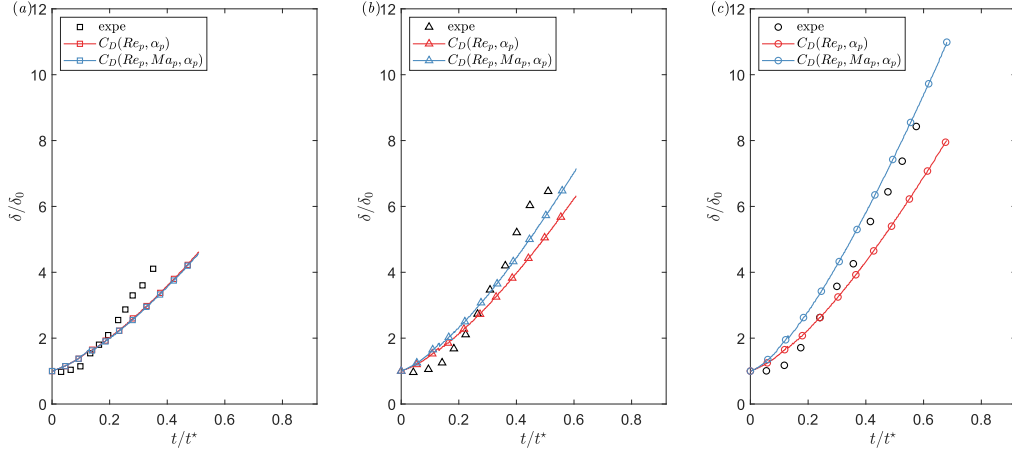 (a)
12
10
8
6
4
2
0
δ/δ0
0
0.2
0.4
0.6
0.8
t/t⋆
expe
CD(Rep, αp)
CD(Rep, Map, αp)
(b)
12
10
8
6
4
2
0
δ/δ0
0
0.2
0.4
0.6
0.8
t/t⋆
expe
CD(Rep, αp)
CD(Rep, Map, αp)
(c)
12
10
8
6
4
2
0
δ/δ0
0
0.2
0.4
0.6
0.8
t/t⋆
expe
CD(Rep, αp)
CD(Rep, Map, αp)